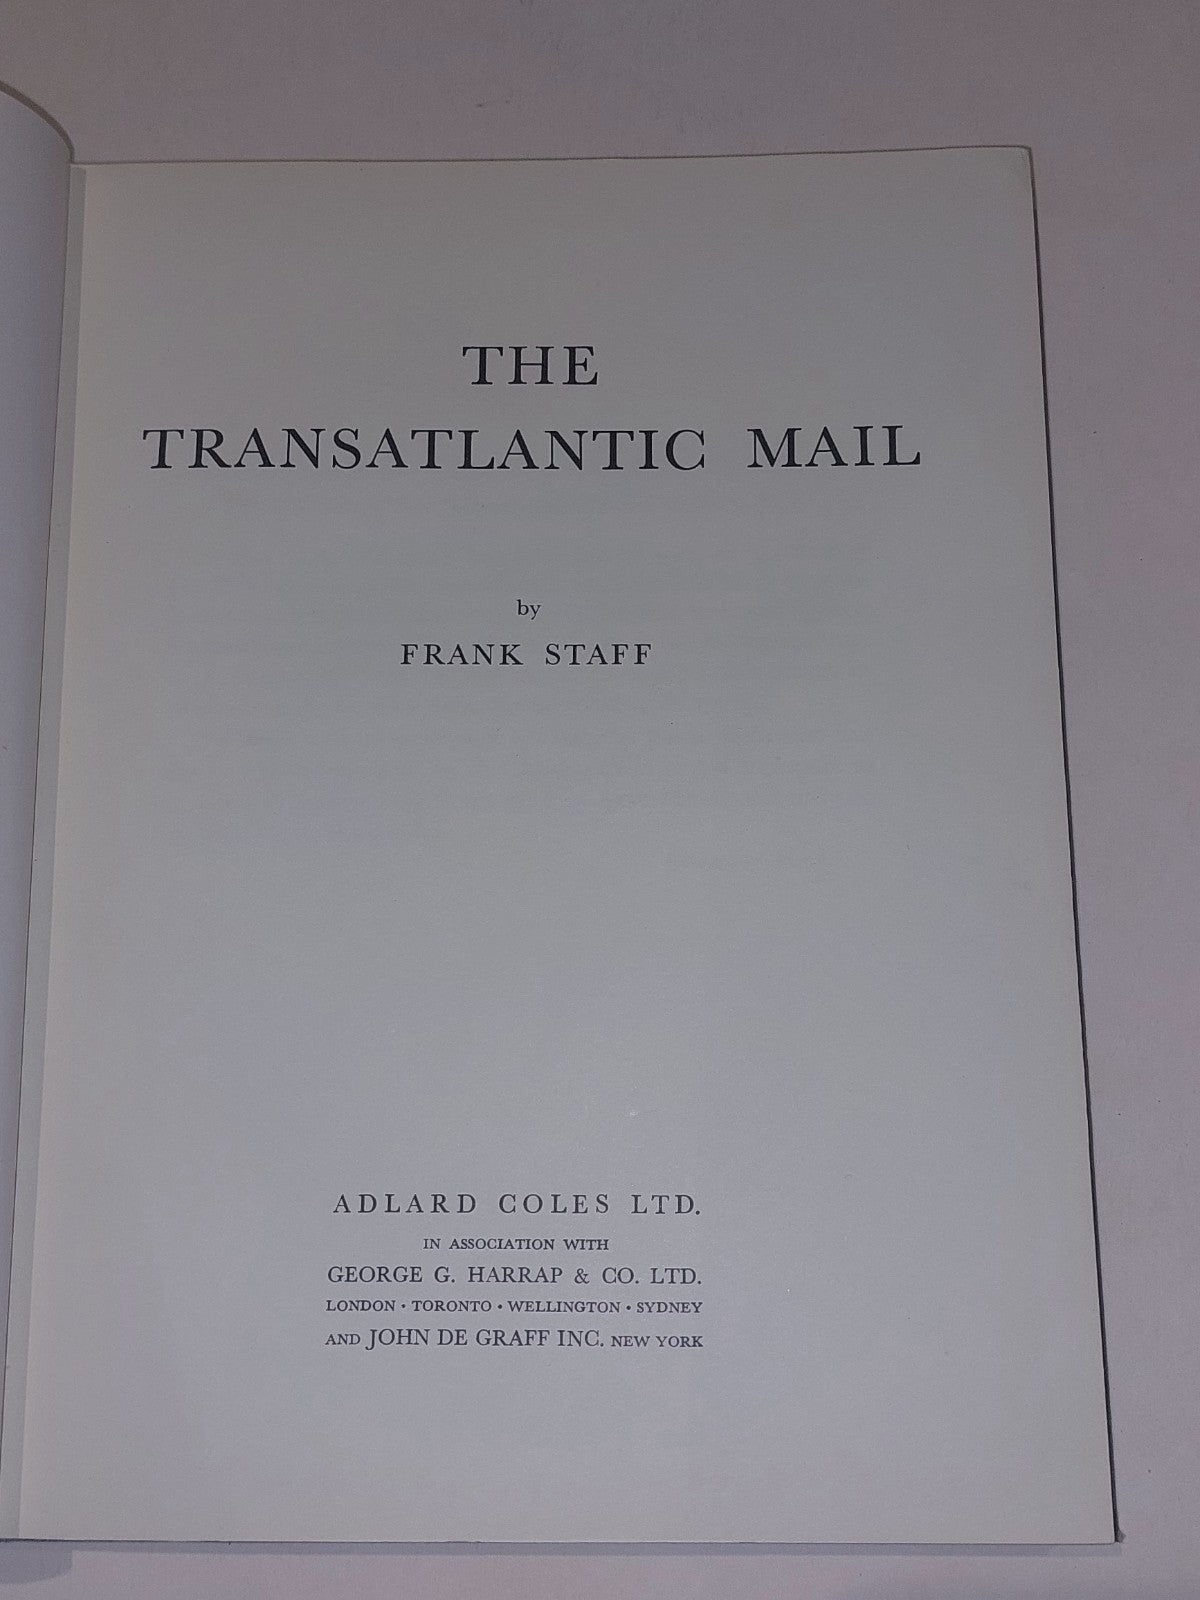 THE
TRANSATLANTIC MAIL
by
FRANK STAFF
ADLARD COLES LTD.
IN ASSOCIATION WITH
GEORGE G. HARRAP & CO. LTD.
LONDON · TORONTO · WELLINGTON · SYDNEY
AND JOHN DE GRAFF INC. NEW YORK